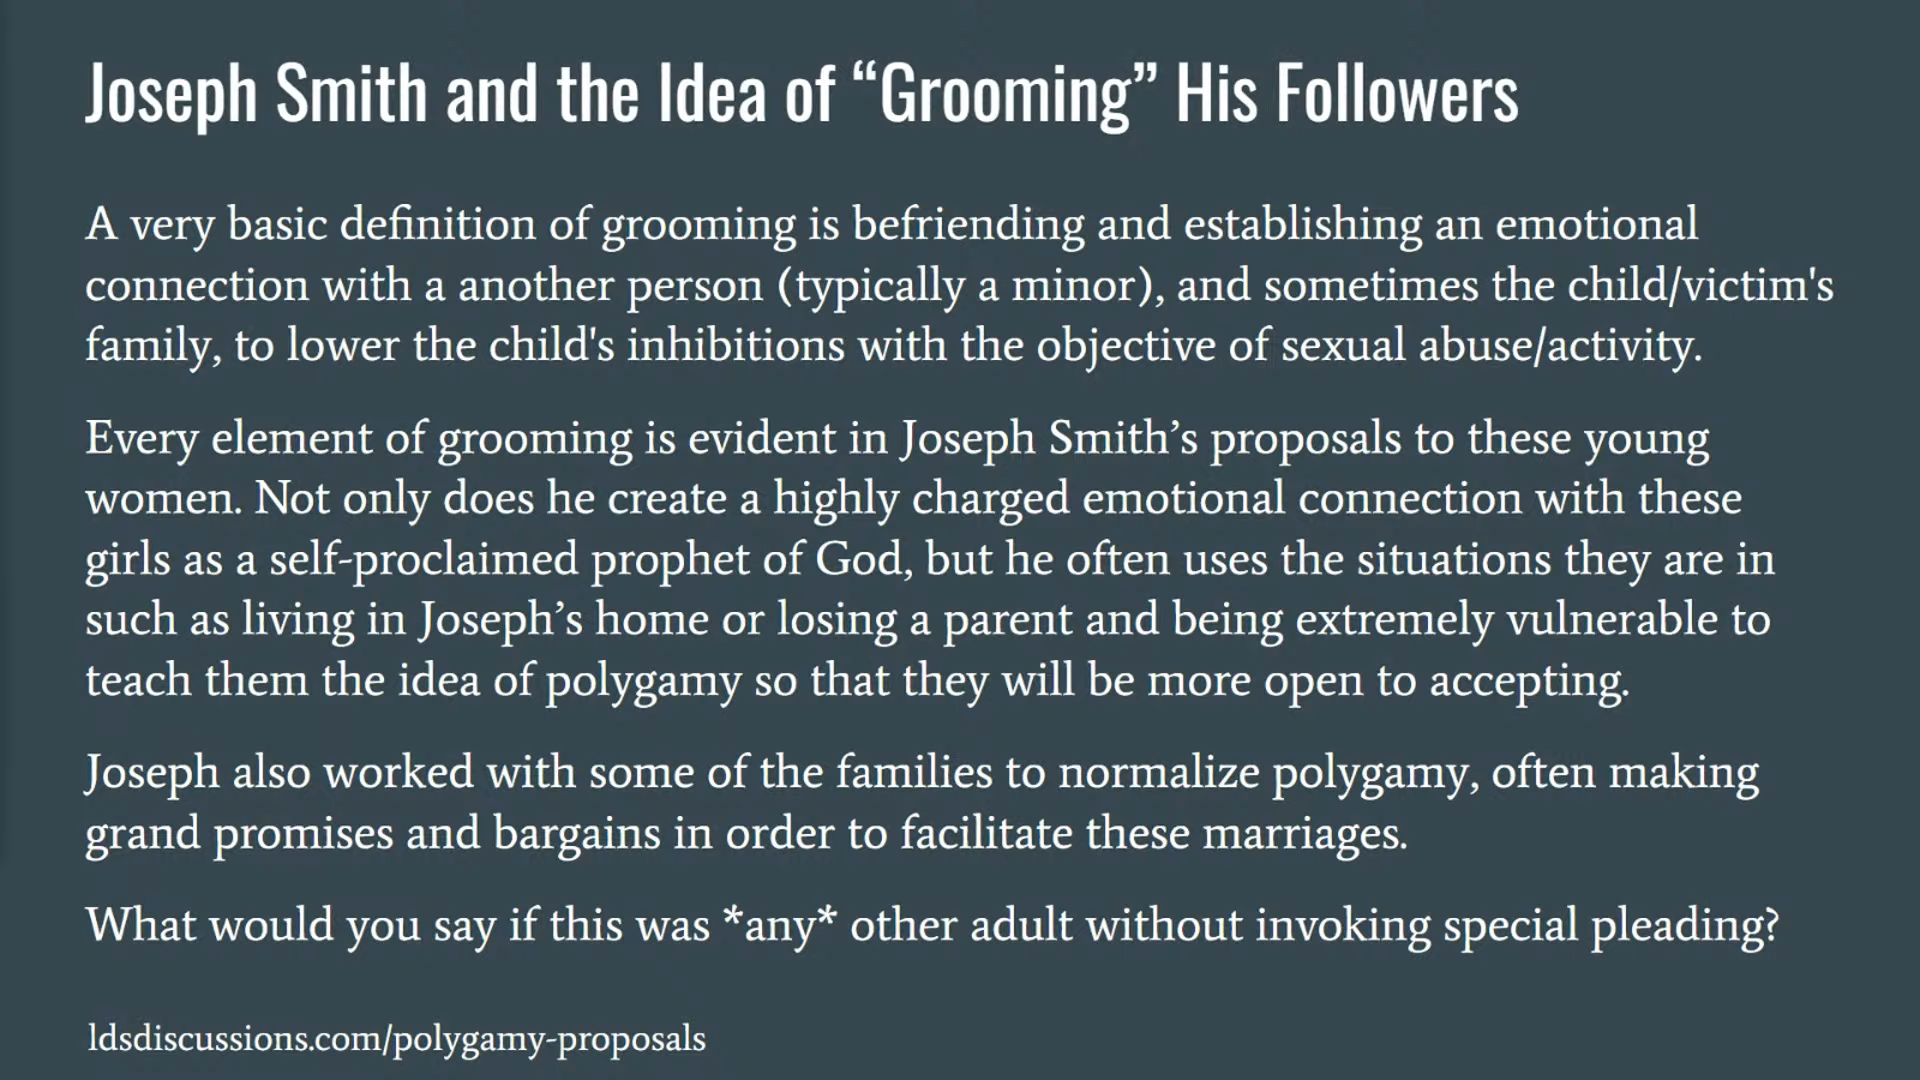 Joseph Smith and the Idea of “Grooming” His Followers
A very basic definition of grooming is befriending and establishing an emotional
connection with a another person (typically a minor), and sometimes the child/victim's
family, to lower the child's inhibitions with the objective of sexual abuse/activity.
Every element of grooming is evident in Joseph Smith’s proposals to these young
women. Not only does he create a highly charged emotional connection with these
girls as a self-proclaimed prophet of God, but he often uses the situations they are in
such as living in Joseph’s home or losing a parent and being extremely vulnerable to
teach them the idea of polygamy so that they will be more open to accepting.
Joseph also worked with some of the families to normalize polygamy, often making
grand promises and bargains in order to facilitate these marriages.
What would you say if this was *any* other adult without invoking special pleading?
ldsdiscussions.com/polygamy-proposals